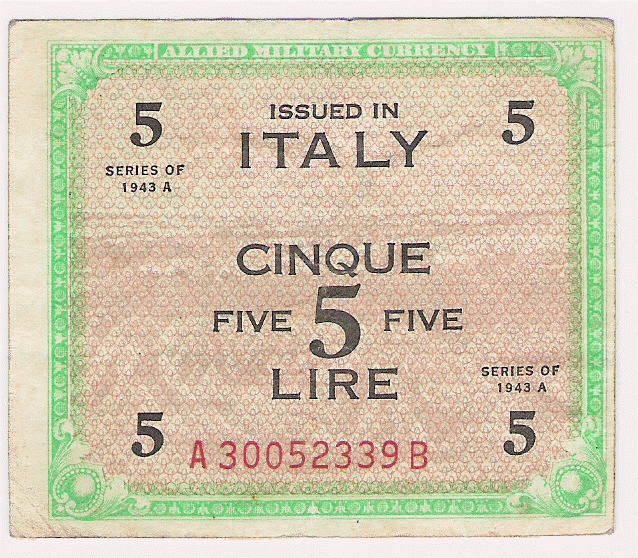 ALLIED MILITARY CURRENCY
5 ISSUED IN 5
ITALY
SERIES OF
1943 A
CINQUE
FIVE 5 FIVE
LIRE
SERIES OF
1943 A
5 5
A30052339B